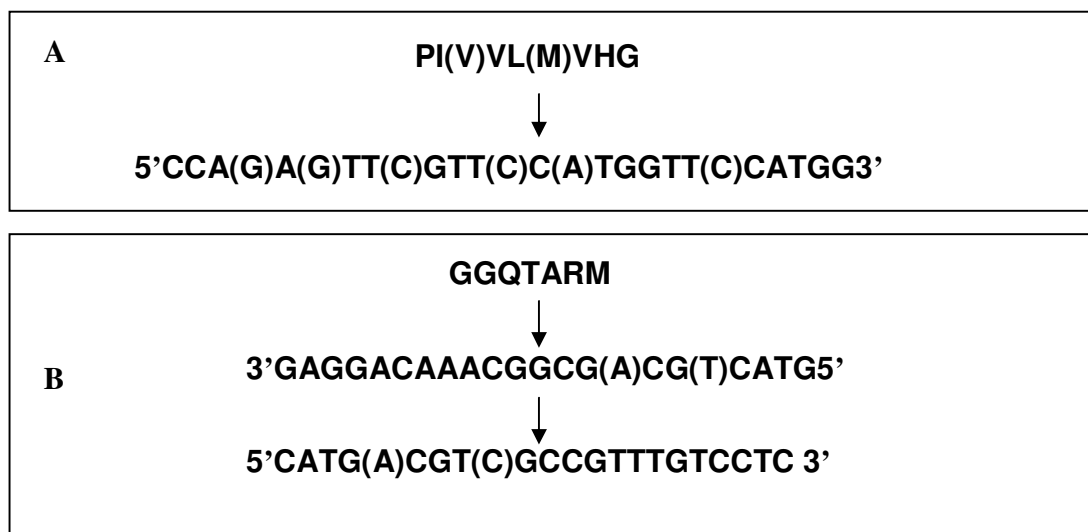 A
PI(V)VL(M)VHG
5’CCA(G)A(G)TT(C)GTT(C)C(A)TGGTT(C)CATGG3’
GGQTARM
B
3’GAGGACAAACGGCG(A)CG(T)CATG5’
5’CATG(A)CGT(C)GCCGTTTGTCCTC 3’